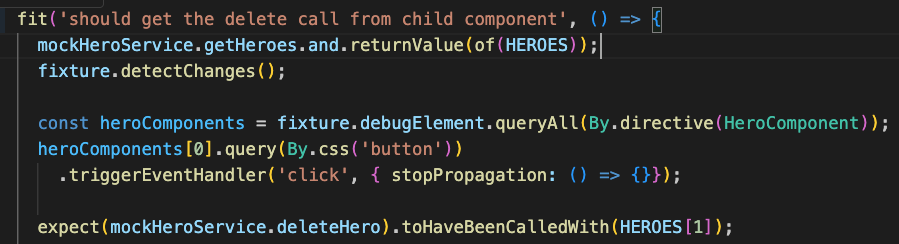 fit('should get the delete call from child component', () => {
mockHeroService.getHeroes.and.returnValue(of(HEROES));
fixture.detectChanges();
const heroComponents = fixture.debugElement.queryAll(By.directive(HeroComponent));
heroComponents[0].query(By.css('button'))
.triggerEventHandler('click', { stopPropagation: () => {}});
expect(mockHeroService.deleteHero).toHaveBeenCalledWith(HEROES[1]);